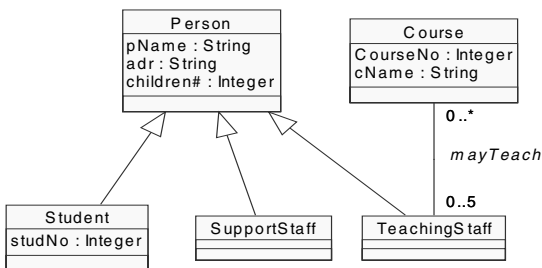 Person
pName : String
adr : String
children# : Integer
Course
CourseNo : Integer
cName : String
0..*
mayTeach
0..5
Student
studNo : Integer
SupportStaff
TeachingStaff